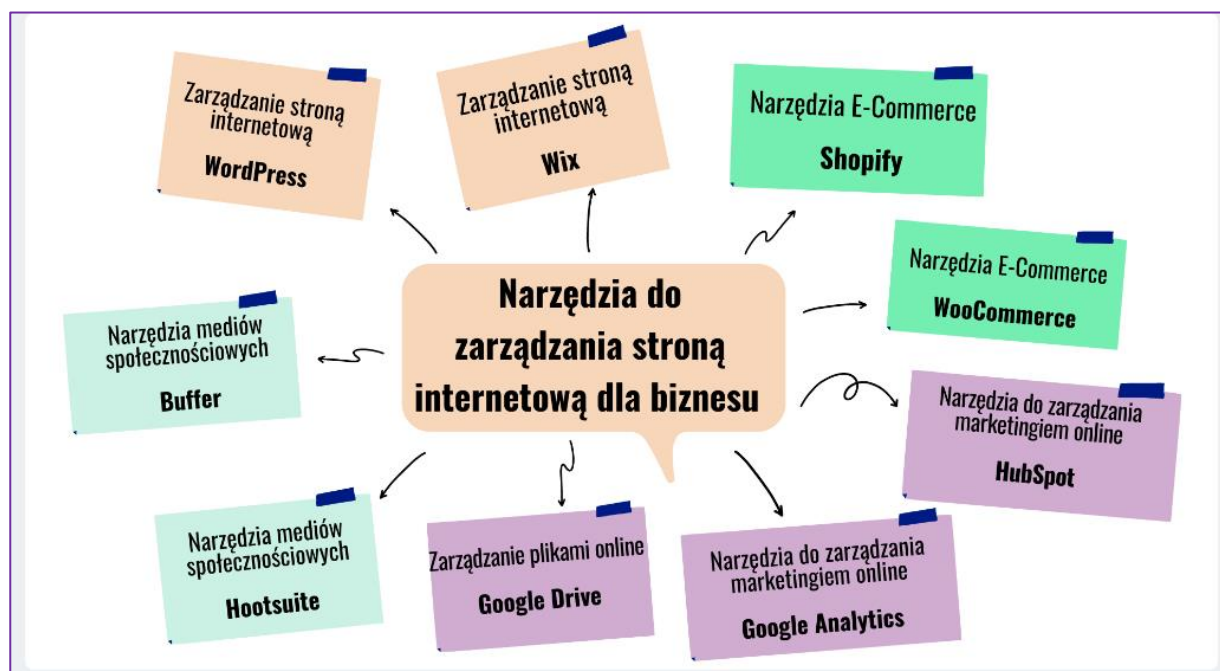 Zarządzanie stroną
internetową
WordPress
Zarządzanie stroną
internetową
Wix
Narzędzia E-Commerce
Shopify
Narzędzia E-Commerce
WooCommerce
Narzędzia do
zarządzania stroną
internetową dla biznesu
Narzędzia mediów
społecznościowych
Buffer
Narzędzia do zarządzania
marketingiem online
HubSpot
Narzędzia mediów
społecznościowych
Hootsuite
Zarządzanie plikami online
Google Drive
Narzędzia do zarządzania
marketingiem online
Google Analytics